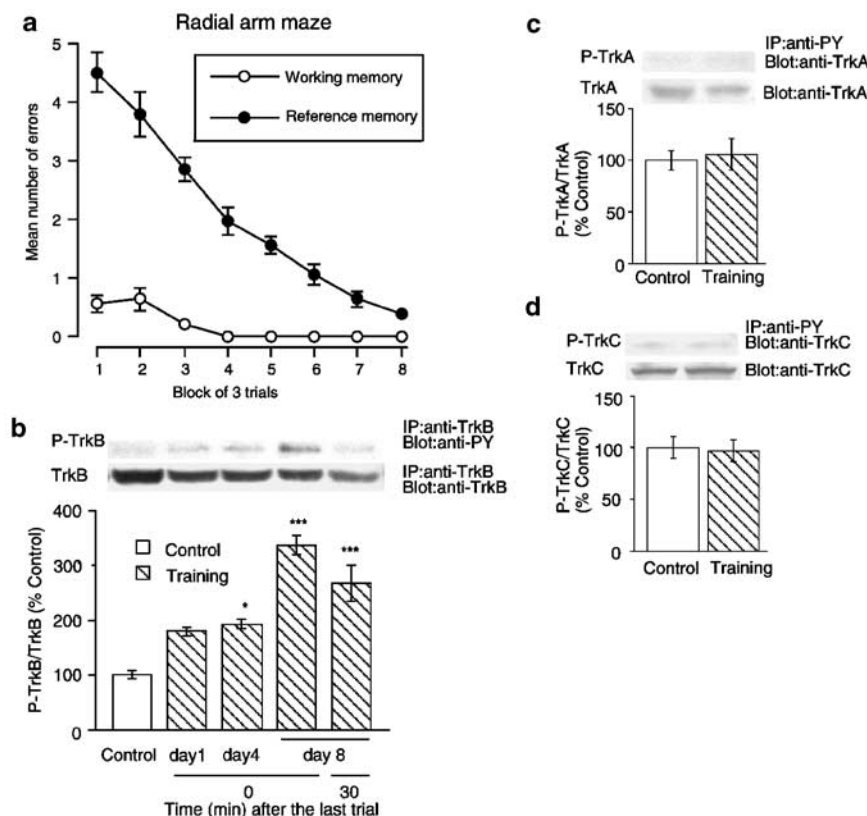 a
Radial arm maze
5
4
3
2
1
0
Mean number of errors
Working memory
Reference memory
1 2 3 4 5 6 7 8
Block of 3 trials
b
P-TrkB
IP:anti-TrkB
Blot:anti-PY
TrkB
IP:anti-TrkB
Blot:anti-TrkB
400
300
200
100
0
P-TrkB/TrkB (% Control)
Control
Training
*
***
***
Control day1 day4 day 8
0 30
Time (min) after the last trial
c
P-TrkA
IP:anti-PY
Blot:anti-TrkA
TrkA
Blot:anti-TrkA
150
100
50
0
P-TrkA/TrkA
(% Control)
Control Training
d
P-TrkC
IP:anti-PY
Blot:anti-TrkC
TrkC
Blot:anti-TrkC
150
100
50
0
P-TrkC/TrkC
(% Control)
Control Training